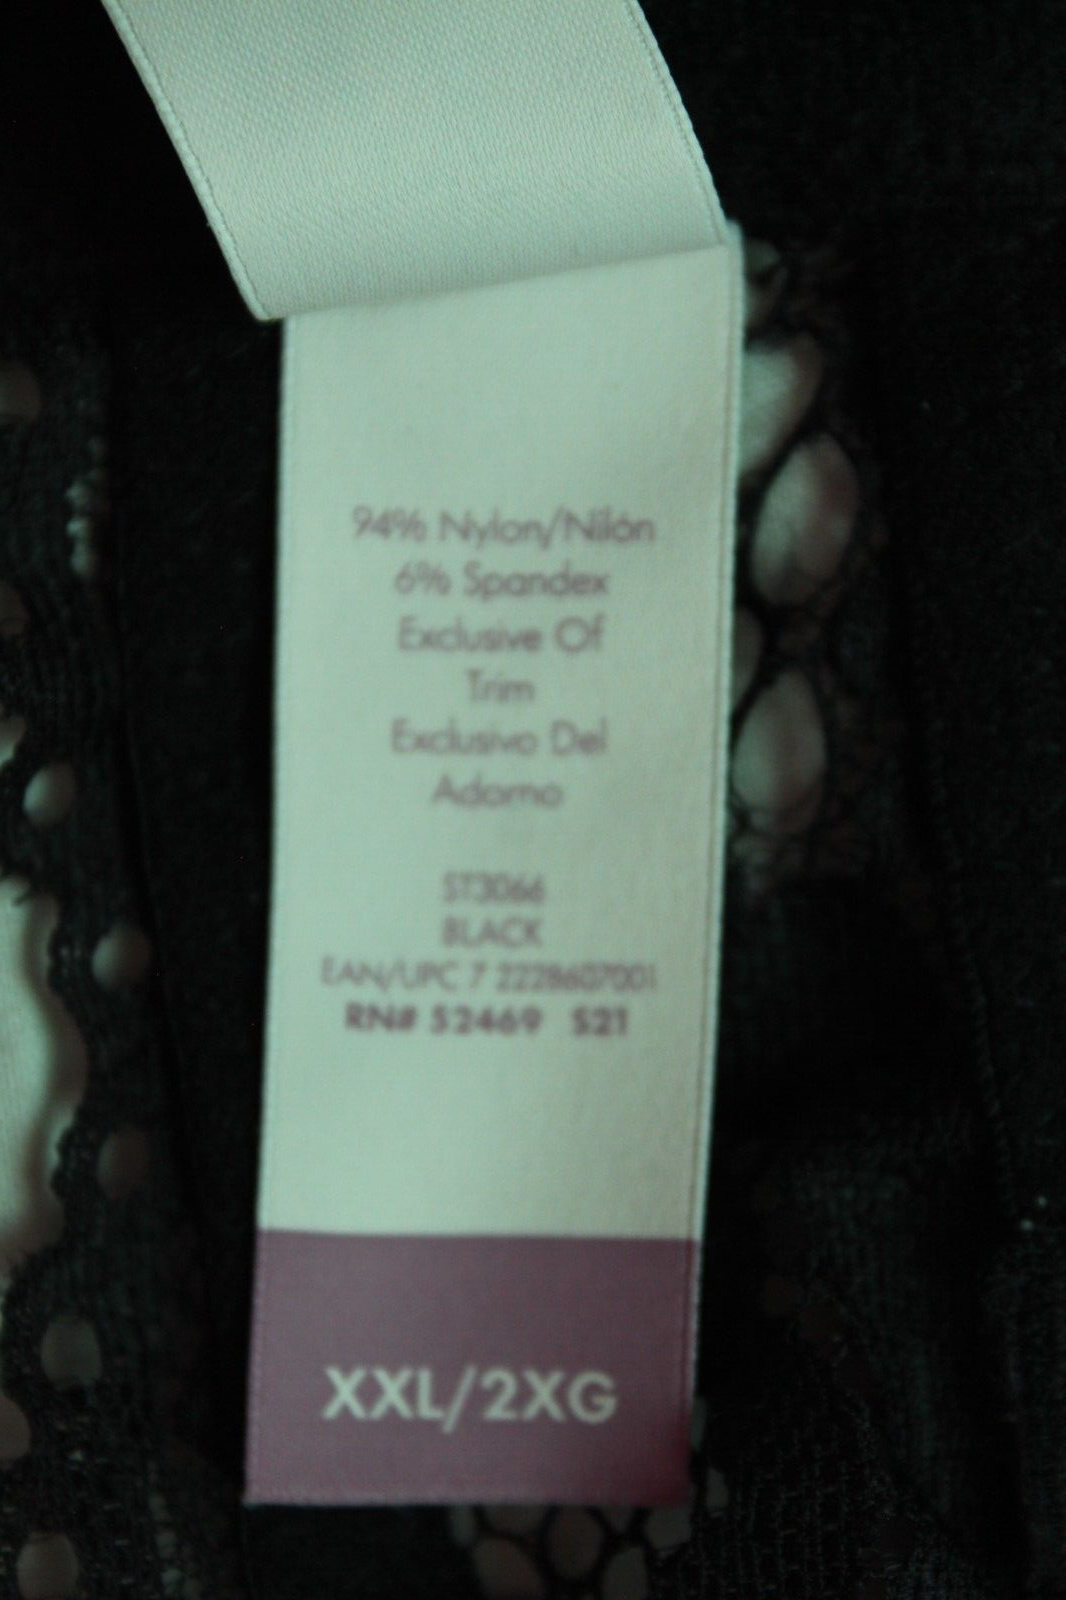 94% Nylon/Nilón
6% Spandex
Exclusive Of
Trim
Exclusivo Del
Adorno
ST3066
BLACK
EAN/UPC 7 2228607001
RN# 52469 S21
XXL/2XG